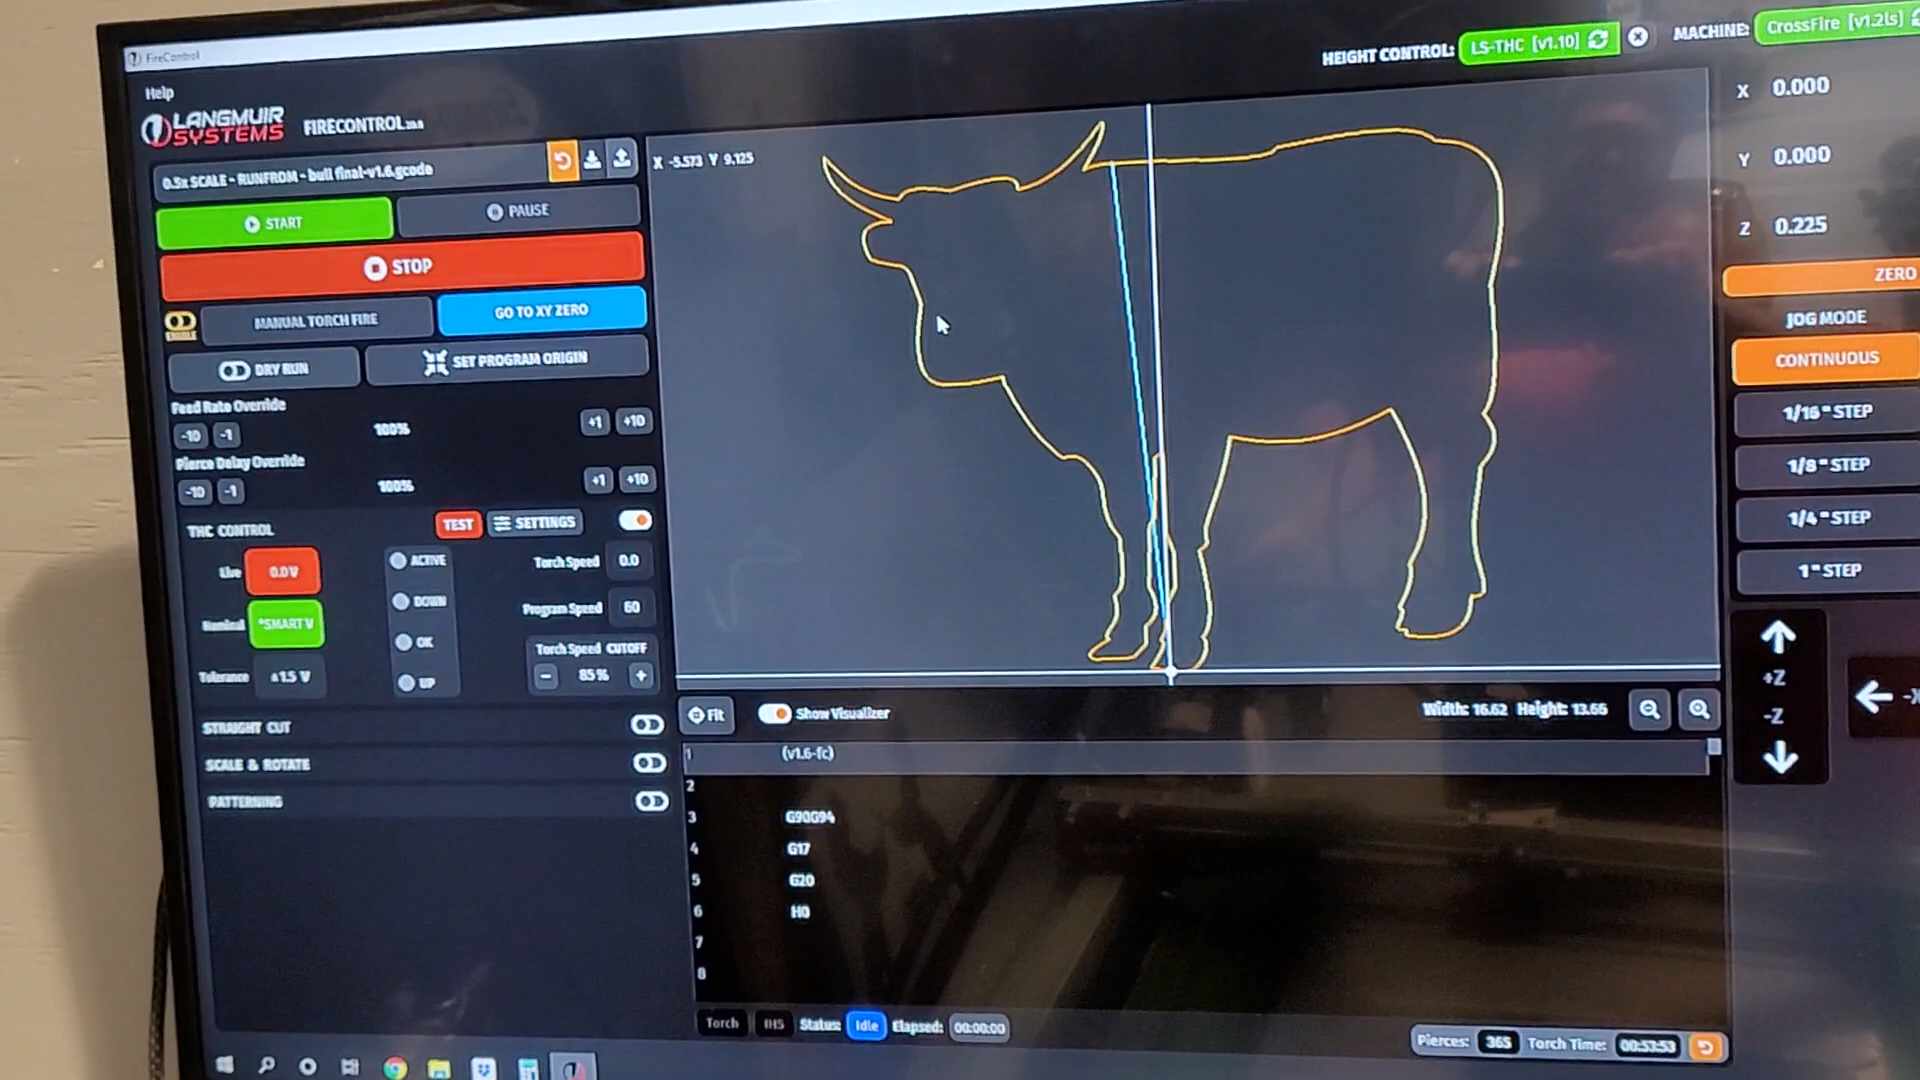 FireControl
HEIGHT CONTROL: LS-THC [v1.10]
MACHINE: CrossFire [v1.2ls]
Help
LANGMUIR SYSTEMS
FIRECONTROL
0.5x SCALE - RUNFROM - bull final-v1.6.gcode
START
PAUSE
STOP
MANUAL TORCH FIRE
GO TO XY ZERO
DRY RUN
SET PROGRAM ORIGIN
Feed Rate Override
-10 -1 100% +1 +10
Pierce Delay Override
-10 -1 100% +1 +10
THC CONTROL
TEST
SETTINGS
Live 0.0 V
Nominal *SMART V
Tolerance ±1.5 V
ACTIVE
DOWN
OK
UP
Torch Speed 0.0
Program Speed 60
Torch Speed CUTOFF
- 85 % +
STRAIGHT CUT
SCALE & ROTATE
PATTERNING
X -5.573 Y 9.125
Fit
Show Visualizer
Width: 16.62 Height: 13.66
1 (v1.6-fc)
2
3 G90G94
4 G17
5 G20
6 H0
7
8
Torch IHS Status: Idle Elapsed: 00:00:00
Pierces: 365 Torch Time: 00:53:53
X 0.000
Y 0.000
Z 0.225
ZERO
JOG MODE
CONTINUOUS
1/16" STEP
1/8" STEP
1/4" STEP
1" STEP
+Z
-Z